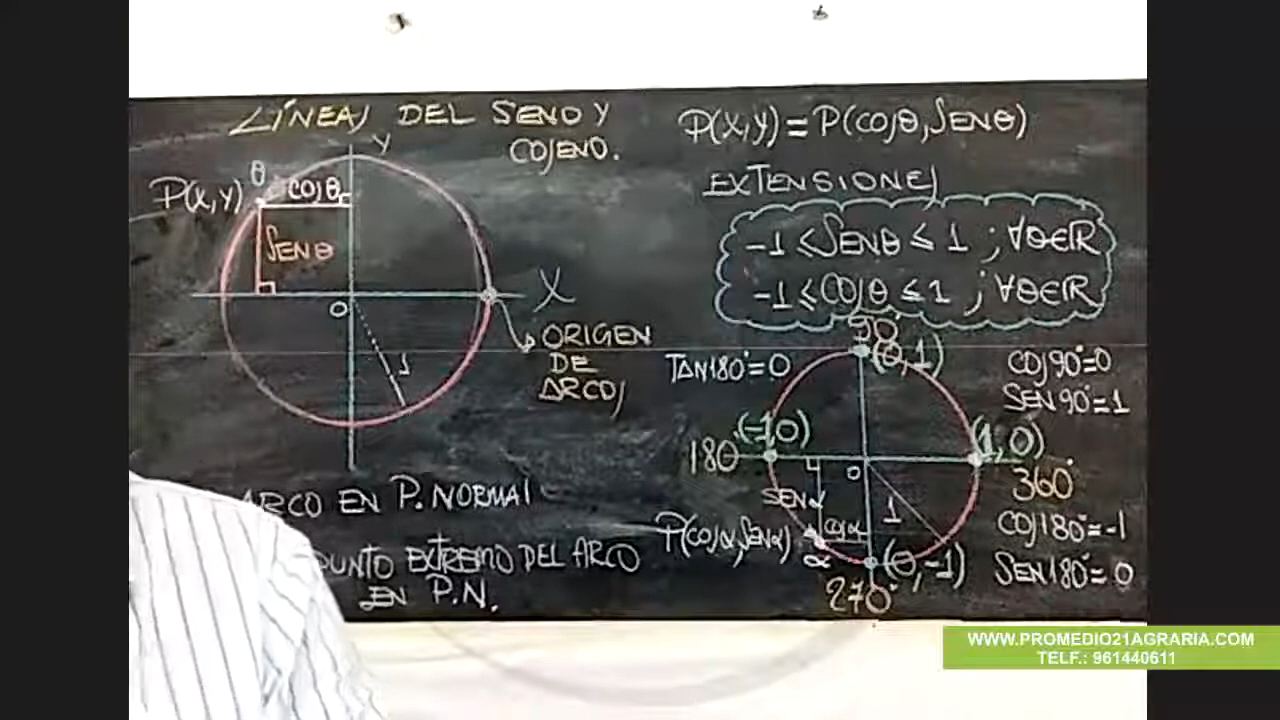 LÍNEAS DEL SENO Y
COSENO.
Y
θ
P(X,Y)
COSθ
SENθ
X
O
1
ORIGEN
DE
ARCOS
ARCO EN P. NORMAL
PUNTO EXTREMO DEL ARCO
EN P.N.
P(X,Y) = P(COSθ, SENθ)
EXTENSIONES
-1 ≤ SENθ ≤ 1 ; ∀θ∈ℝ
-1 ≤ COSθ ≤ 1 ; ∀θ∈ℝ
90°
TAN180°=0
(0,1)
COS90°=0
SEN90°=1
(-1,0)
(1,0)
180°
O
360°
SENα
1
COSα
COS180°=-1
P(COSα,SENα)
α
(0,-1)
SEN180°=0
270°
WWW.PROMEDIO21AGRARIA.COM
TELF.: 961440611